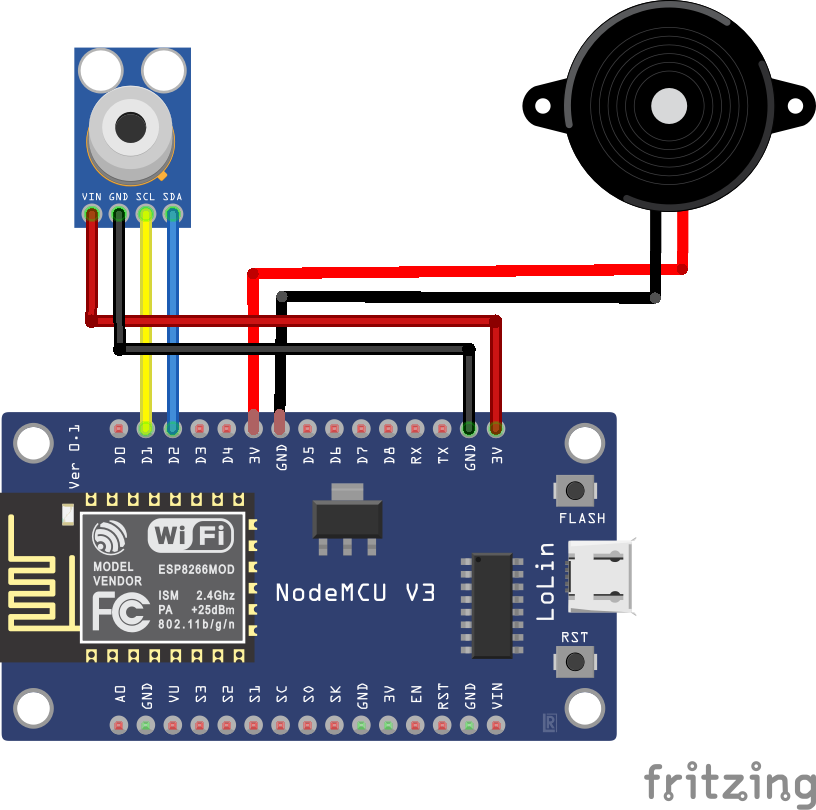 VIN GND SCL SDA
Ver 0.1
D0 D1 D2 D3 D4 3V GND D5 D6 D7 D8 RX TX GND 3V
FLASH
WiFi
MODEL
VENDOR
ESP8266MOD
FC
ISM 2.4Ghz
PA +25dBm
802.11b/g/n
NodeMCU V3
LoLin
RST
A0 GND VU S3 S2 S1 SC S0 SK GND 3V EN RST GND VIN
fritzing